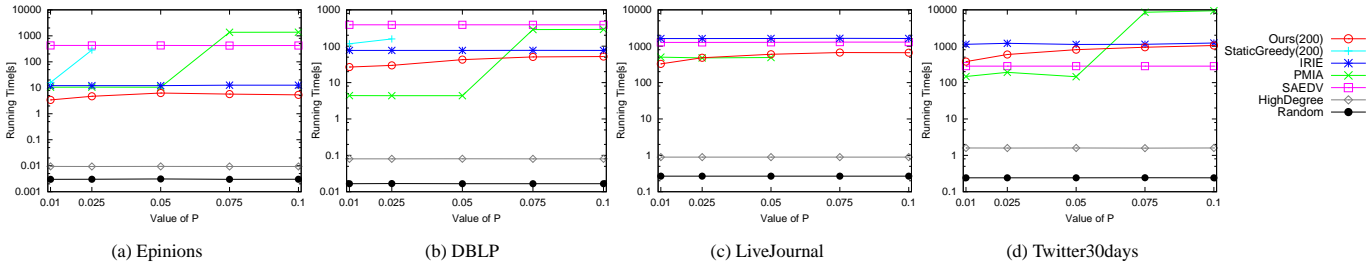 Running Time[s]
10000
1000
100
10
1
0.1
0.01
0.001
0.01
0.025
0.05
0.075
0.1
Value of P
(a) Epinions
Running Time[s]
1000
100
10
1
0.1
0.01
0.01
0.025
0.05
0.075
0.1
Value of P
(b) DBLP
Running Time[s]
10000
1000
100
10
1
0.1
0.01
0.025
0.05
0.075
0.1
Value of P
(c) LiveJournal
Running Time[s]
10000
1000
100
10
1
0.1
0.01
0.025
0.05
0.075
0.1
Value of P
(d) Twitter30days
Ours(200)
StaticGreedy(200)
IRIE
PMIA
SAEDV
HighDegree
Random